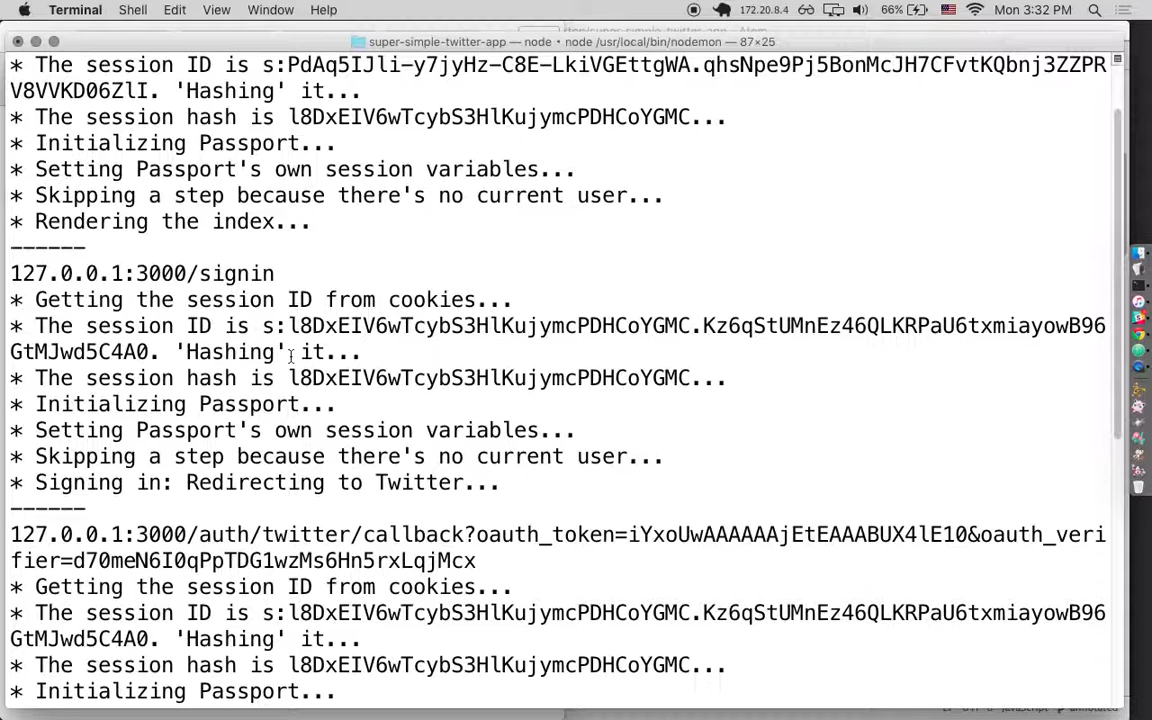 Terminal Shell Edit View Window Help 172.20.8.4 66% Mon 3:32 PM
super-simple-twitter-app — node • node /usr/local/bin/nodemon — 87×25
* The session ID is s:PdAq5IJli-y7jyHz-C8E-LkiVGEttgWA.qhsNpe9Pj5BonMcJH7CFvtKQbnj3ZZPR
V8VVKD06ZlI. 'Hashing' it...
* The session hash is l8DxEIV6wTcybS3HlKujymcPDHCoYGMC...
* Initializing Passport...
* Setting Passport's own session variables...
* Skipping a step because there's no current user...
* Rendering the index...
------
127.0.0.1:3000/signin
* Getting the session ID from cookies...
* The session ID is s:l8DxEIV6wTcybS3HlKujymcPDHCoYGMC.Kz6qStUMnEz46QLKRPaU6txmiayowB96
GtMJwd5C4A0. 'Hashing' it...
* The session hash is l8DxEIV6wTcybS3HlKujymcPDHCoYGMC...
* Initializing Passport...
* Setting Passport's own session variables...
* Skipping a step because there's no current user...
* Signing in: Redirecting to Twitter...
------
127.0.0.1:3000/auth/twitter/callback?oauth_token=iYxoUwAAAAAAjEtEAAABUX4lE10&oauth_veri
fier=d70meN6I0qPpTDG1wzMs6Hn5rxLqjMcx
* Getting the session ID from cookies...
* The session ID is s:l8DxEIV6wTcybS3HlKujymcPDHCoYGMC.Kz6qStUMnEz46QLKRPaU6txmiayowB96
GtMJwd5C4A0. 'Hashing' it...
* The session hash is l8DxEIV6wTcybS3HlKujymcPDHCoYGMC...
* Initializing Passport...